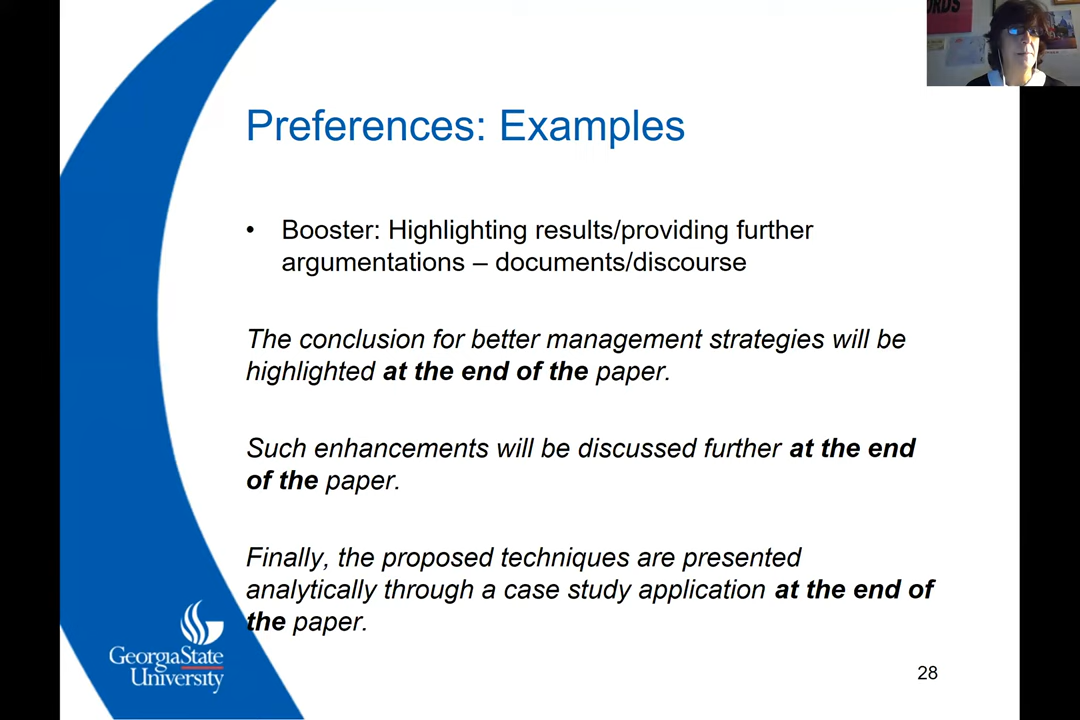 ORDS
Preferences: Examples
• Booster: Highlighting results/providing further
argumentations – documents/discourse
The conclusion for better management strategies will be
highlighted at the end of the paper.
Such enhancements will be discussed further at the end
of the paper.
Finally, the proposed techniques are presented
analytically through a case study application at the end of
the paper.
GeorgiaState
University
28